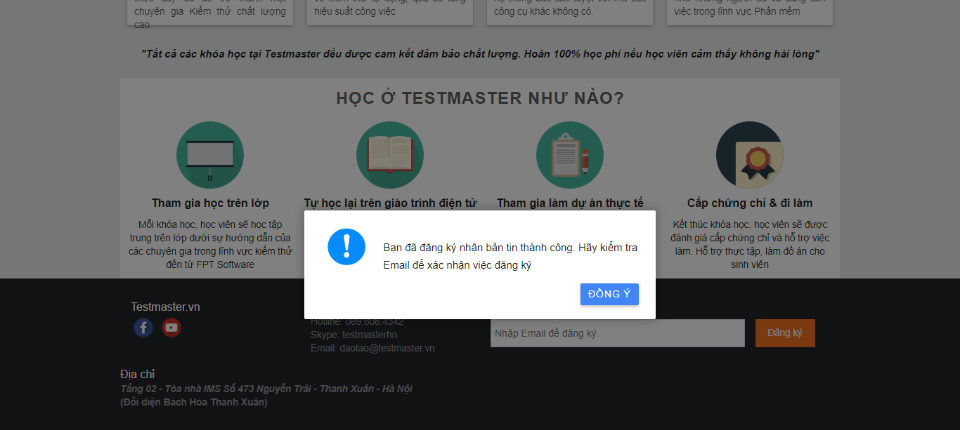 chuyên gia Kiểm thử chất lượng
cao
về hiệu suất công việc
công cụ khác không có.
việc trong lĩnh vực Phần mềm
"Tất cả các khóa học tại Testmaster đều được cam kết đảm bảo chất lượng. Hoàn 100% học phí nếu học viên cảm thấy không hài lòng"
HỌC Ở TESTMASTER NHƯ NÀO?
Tham gia học trên lớp
Mỗi khóa học, học viên sẽ học tập
trung trên lớp dưới sự hướng dẫn của
các chuyên gia trong lĩnh vực kiểm thử
đến từ FPT Software
Tự học lại trên giáo trình điện tử
Tham gia làm dự án thực tế
Cấp chứng chỉ & đi làm
Kết thúc khóa học, học viên sẽ được
đánh giá cấp chứng chỉ và hỗ trợ việc
làm. Hỗ trợ thực tập, làm đồ án cho
sinh viên
Bạn đã đăng ký nhận bản tin thành công. Hãy kiểm tra
Email để xác nhận việc đăng ký
ĐỒNG Ý
Testmaster.vn
Hotline: 089.808.4342
Skype: testmasterhn
Email: daotao@testmaster.vn
Nhập Email để đăng ký
Đăng ký
Địa chỉ
Tầng 02 - Tòa nhà IMS Số 473 Nguyễn Trãi - Thanh Xuân - Hà Nội
(Đối diện Bách Hóa Thanh Xuân)